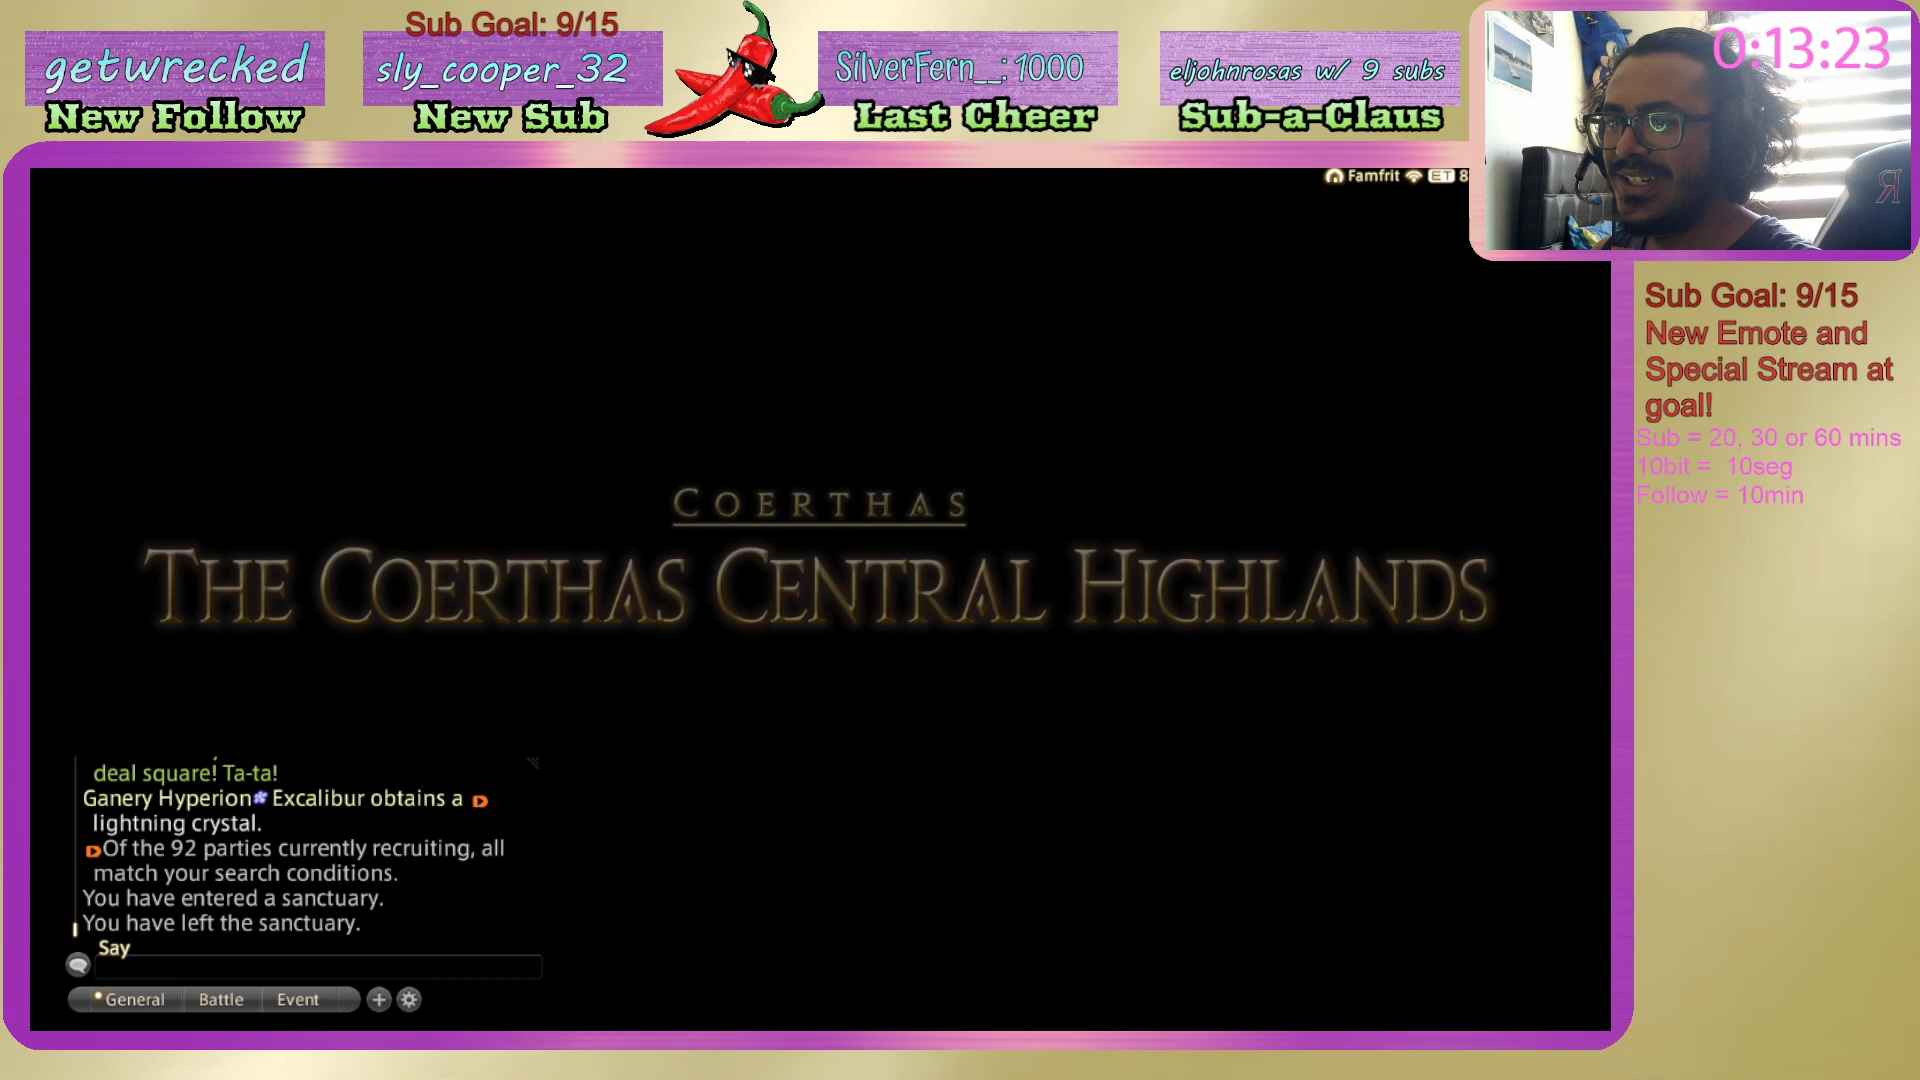 Sub Goal: 9/15
getwrecked
New Follow
sly_cooper_32
New Sub
SilverFern__: 1000
Last Cheer
eljohnrosas w/ 9 subs
Sub-a-Claus
0:13:23
Famfrit ET 8
Sub Goal: 9/15
New Emote and
Special Stream at
goal!
Sub = 20, 30 or 60 mins
10bit = 10seg
Follow = 10min
COERTHAS
THE COERTHAS CENTRAL HIGHLANDS
deal square! Ta-ta!
Ganery Hyperion Excalibur obtains a
lightning crystal.
Of the 92 parties currently recruiting, all
match your search conditions.
You have entered a sanctuary.
You have left the sanctuary.
Say
General Battle Event